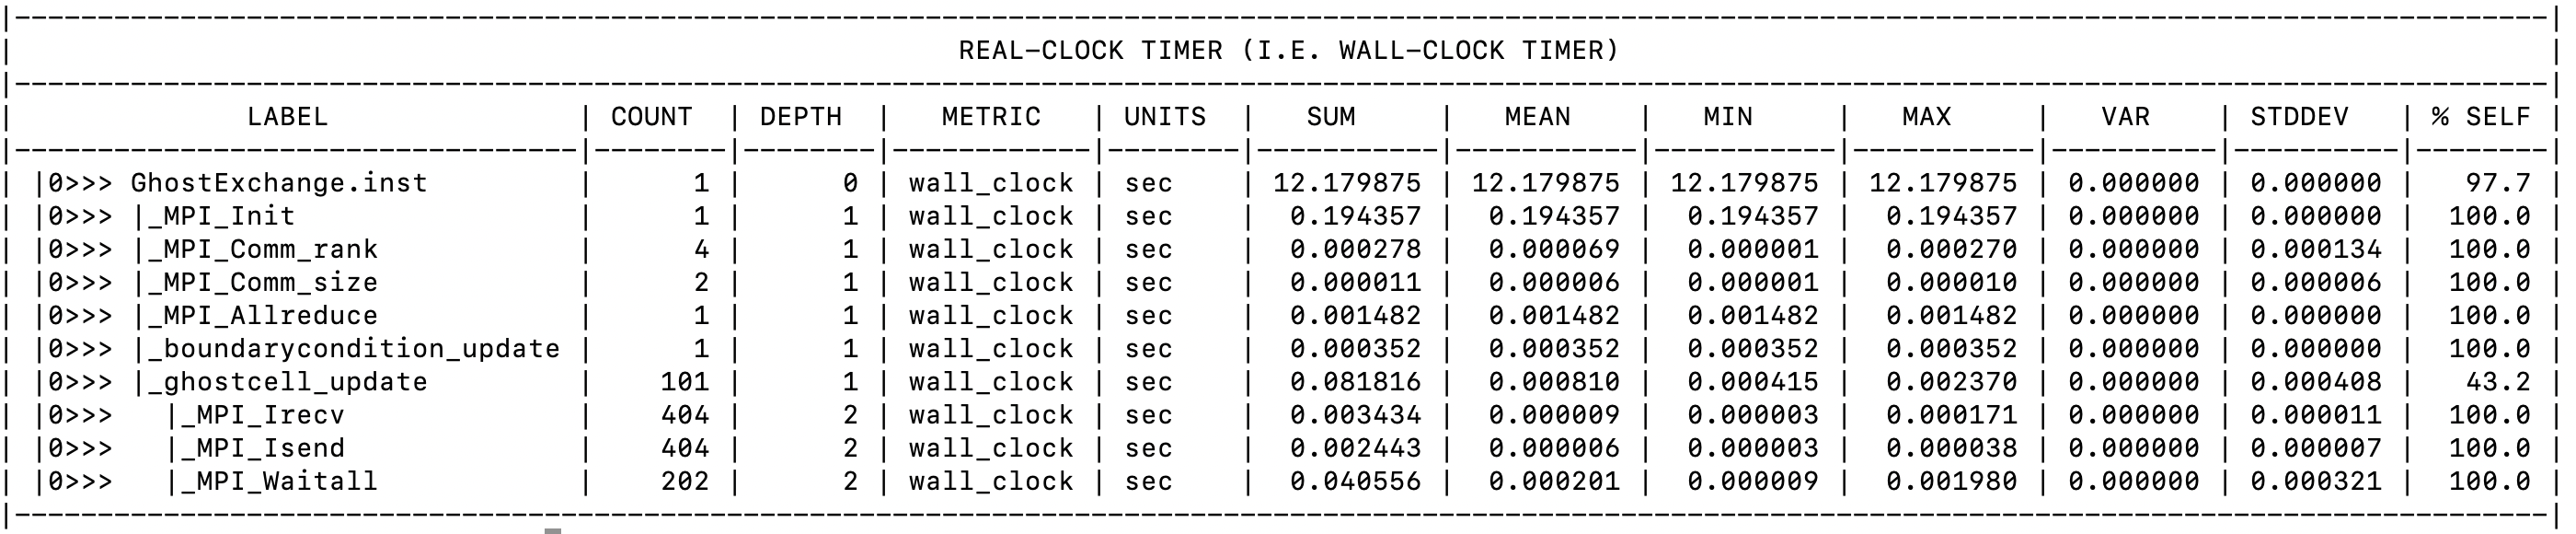 |-----------------------------------------------------------------------------------------------------------------------------------------------------------|
| REAL-CLOCK TIMER (I.E. WALL-CLOCK TIMER) |
|-----------------------------------------------------------------------------------------------------------------------------------------------------------|
| LABEL | COUNT | DEPTH | METRIC | UNITS | SUM | MEAN | MIN | MAX | VAR | STDDEV | % SELF |
|----------------------------------|--------|--------|------------|--------|-----------|-----------|-----------|-----------|----------|----------|--------|
| |0>>> GhostExchange.inst | 1 | 0 | wall_clock | sec | 12.179875 | 12.179875 | 12.179875 | 12.179875 | 0.000000 | 0.000000 | 97.7 |
| |0>>> |_MPI_Init | 1 | 1 | wall_clock | sec | 0.194357 | 0.194357 | 0.194357 | 0.194357 | 0.000000 | 0.000000 | 100.0 |
| |0>>> |_MPI_Comm_rank | 4 | 1 | wall_clock | sec | 0.000278 | 0.000069 | 0.000001 | 0.000270 | 0.000000 | 0.000134 | 100.0 |
| |0>>> |_MPI_Comm_size | 2 | 1 | wall_clock | sec | 0.000011 | 0.000006 | 0.000001 | 0.000010 | 0.000000 | 0.000006 | 100.0 |
| |0>>> |_MPI_Allreduce | 1 | 1 | wall_clock | sec | 0.001482 | 0.001482 | 0.001482 | 0.001482 | 0.000000 | 0.000000 | 100.0 |
| |0>>> |_boundarycondition_update | 1 | 1 | wall_clock | sec | 0.000352 | 0.000352 | 0.000352 | 0.000352 | 0.000000 | 0.000000 | 100.0 |
| |0>>> |_ghostcell_update | 101 | 1 | wall_clock | sec | 0.081816 | 0.000810 | 0.000415 | 0.002370 | 0.000000 | 0.000408 | 43.2 |
| |0>>> |_MPI_Irecv | 404 | 2 | wall_clock | sec | 0.003434 | 0.000009 | 0.000003 | 0.000171 | 0.000000 | 0.000011 | 100.0 |
| |0>>> |_MPI_Isend | 404 | 2 | wall_clock | sec | 0.002443 | 0.000006 | 0.000003 | 0.000038 | 0.000000 | 0.000007 | 100.0 |
| |0>>> |_MPI_Waitall | 202 | 2 | wall_clock | sec | 0.040556 | 0.000201 | 0.000009 | 0.001980 | 0.000000 | 0.000321 | 100.0 |
|-----------------------------------------------------------------------------------------------------------------------------------------------------------|